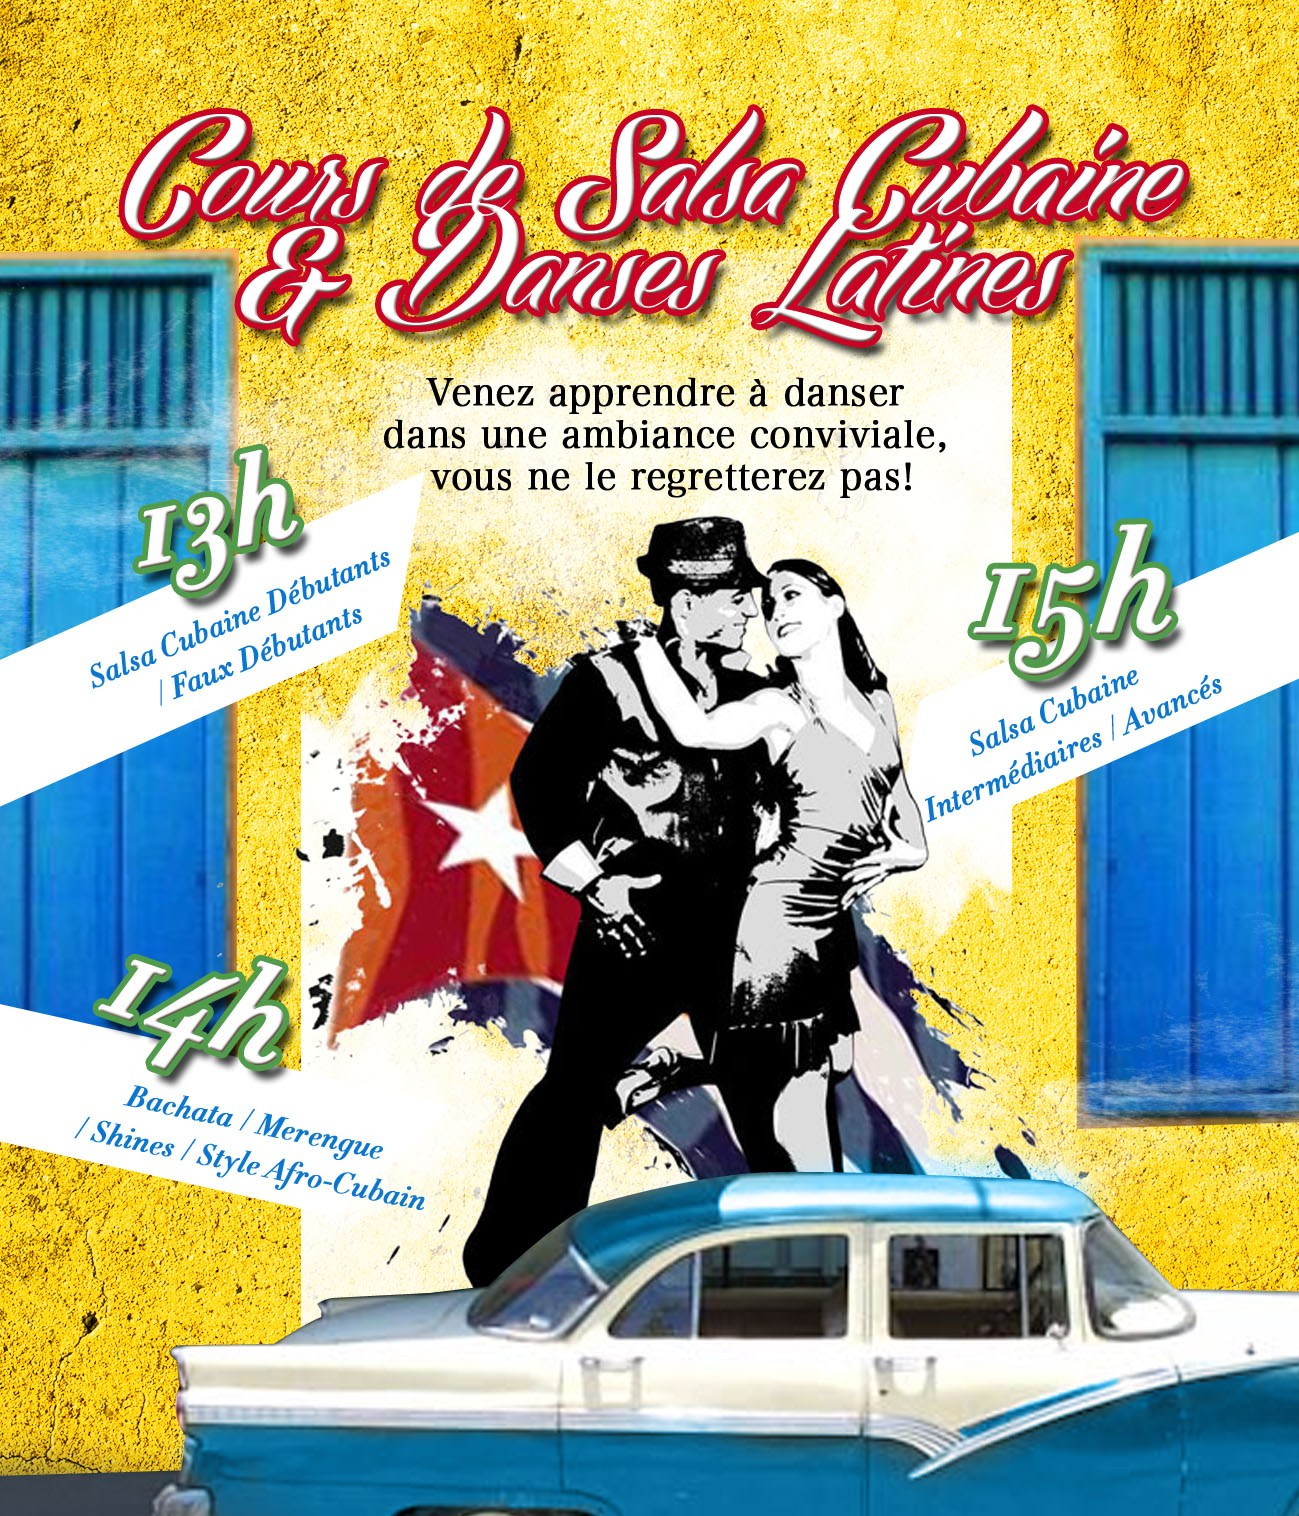 Cours de Salsa Cubaine
& Danses Latines
Venez apprendre à danser
dans une ambiance conviviale,
vous ne le regretterez pas!
13h
Salsa Cubaine Débutants
| Faux Débutants
14h
Bachata | Merengue
| Shines | Style Afro-Cubain
15h
Salsa Cubaine
Intermédiaires | Avancés